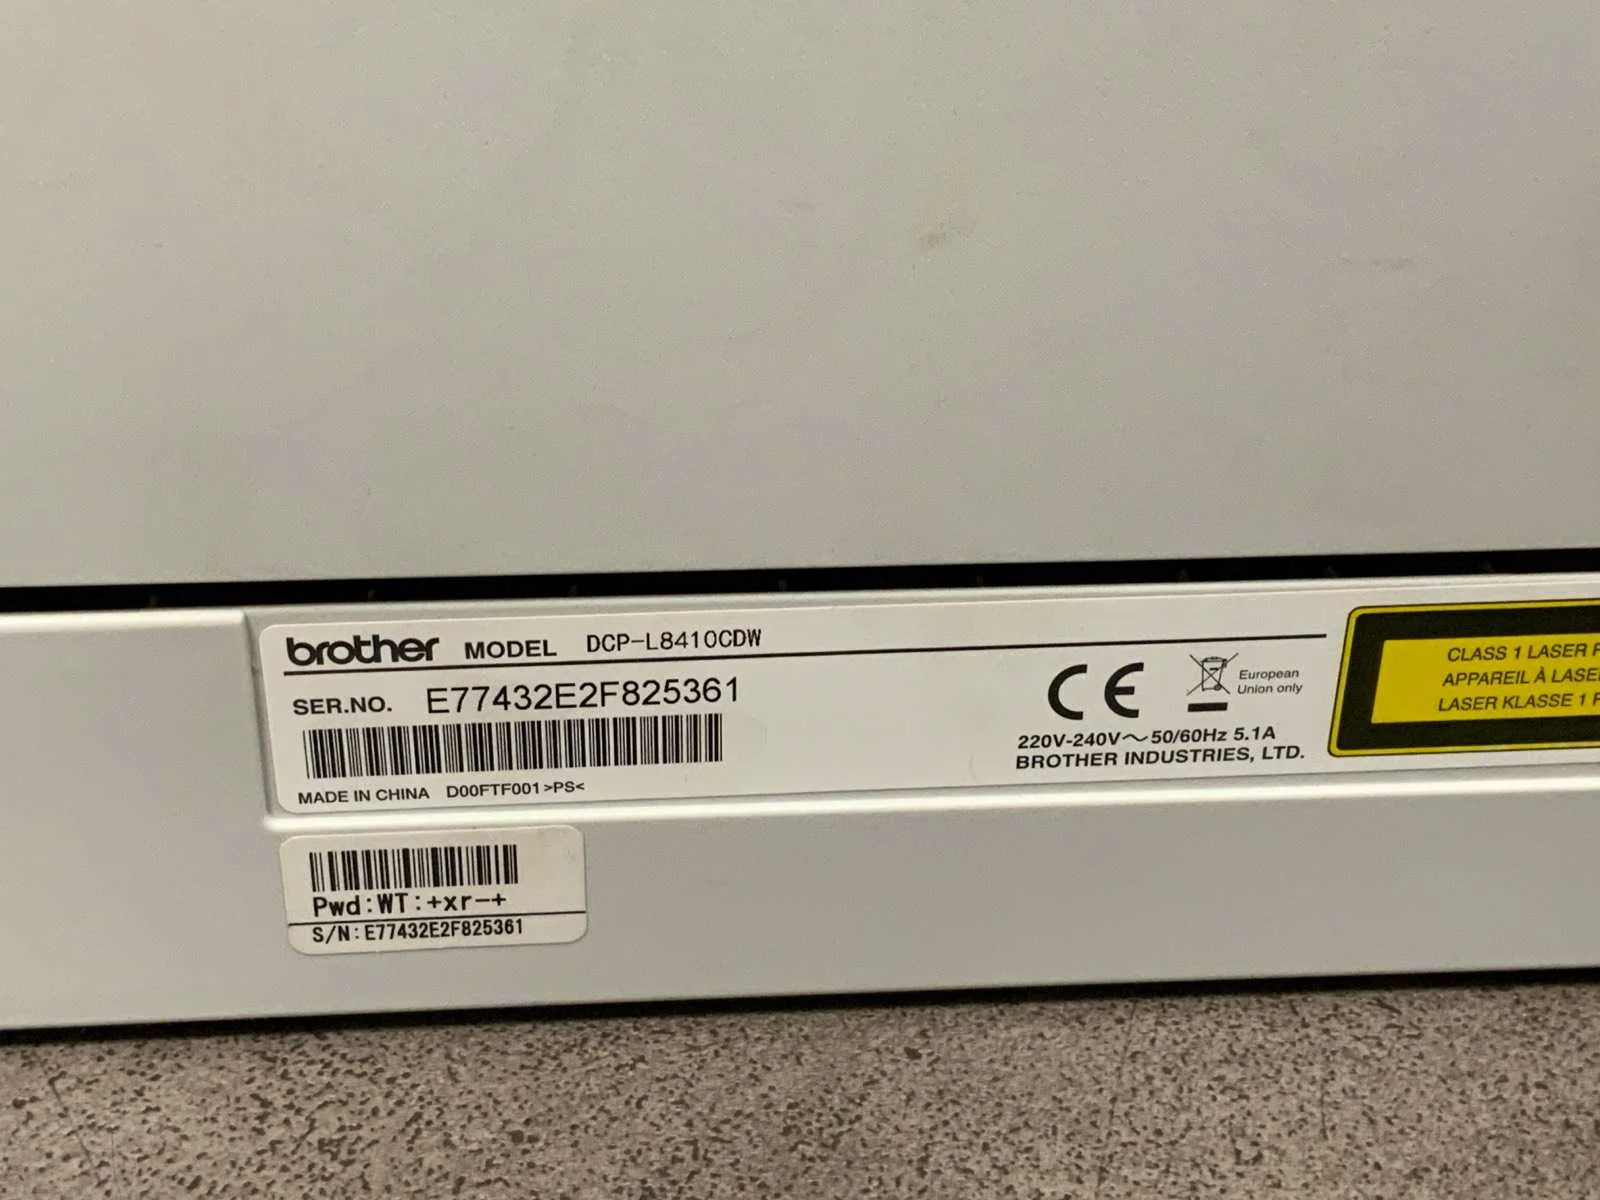 brother MODEL DCP-L8410CDW
SER.NO. E77432E2F825361
MADE IN CHINA D00FTF001 >PS<
European
Union only
220V-240V～50/60Hz 5.1A
BROTHER INDUSTRIES, LTD.
CLASS 1 LASER
APPAREIL À
LASER KLASSE 1
Pwd:WT:+xr-+
S/N:E77432E2F825361